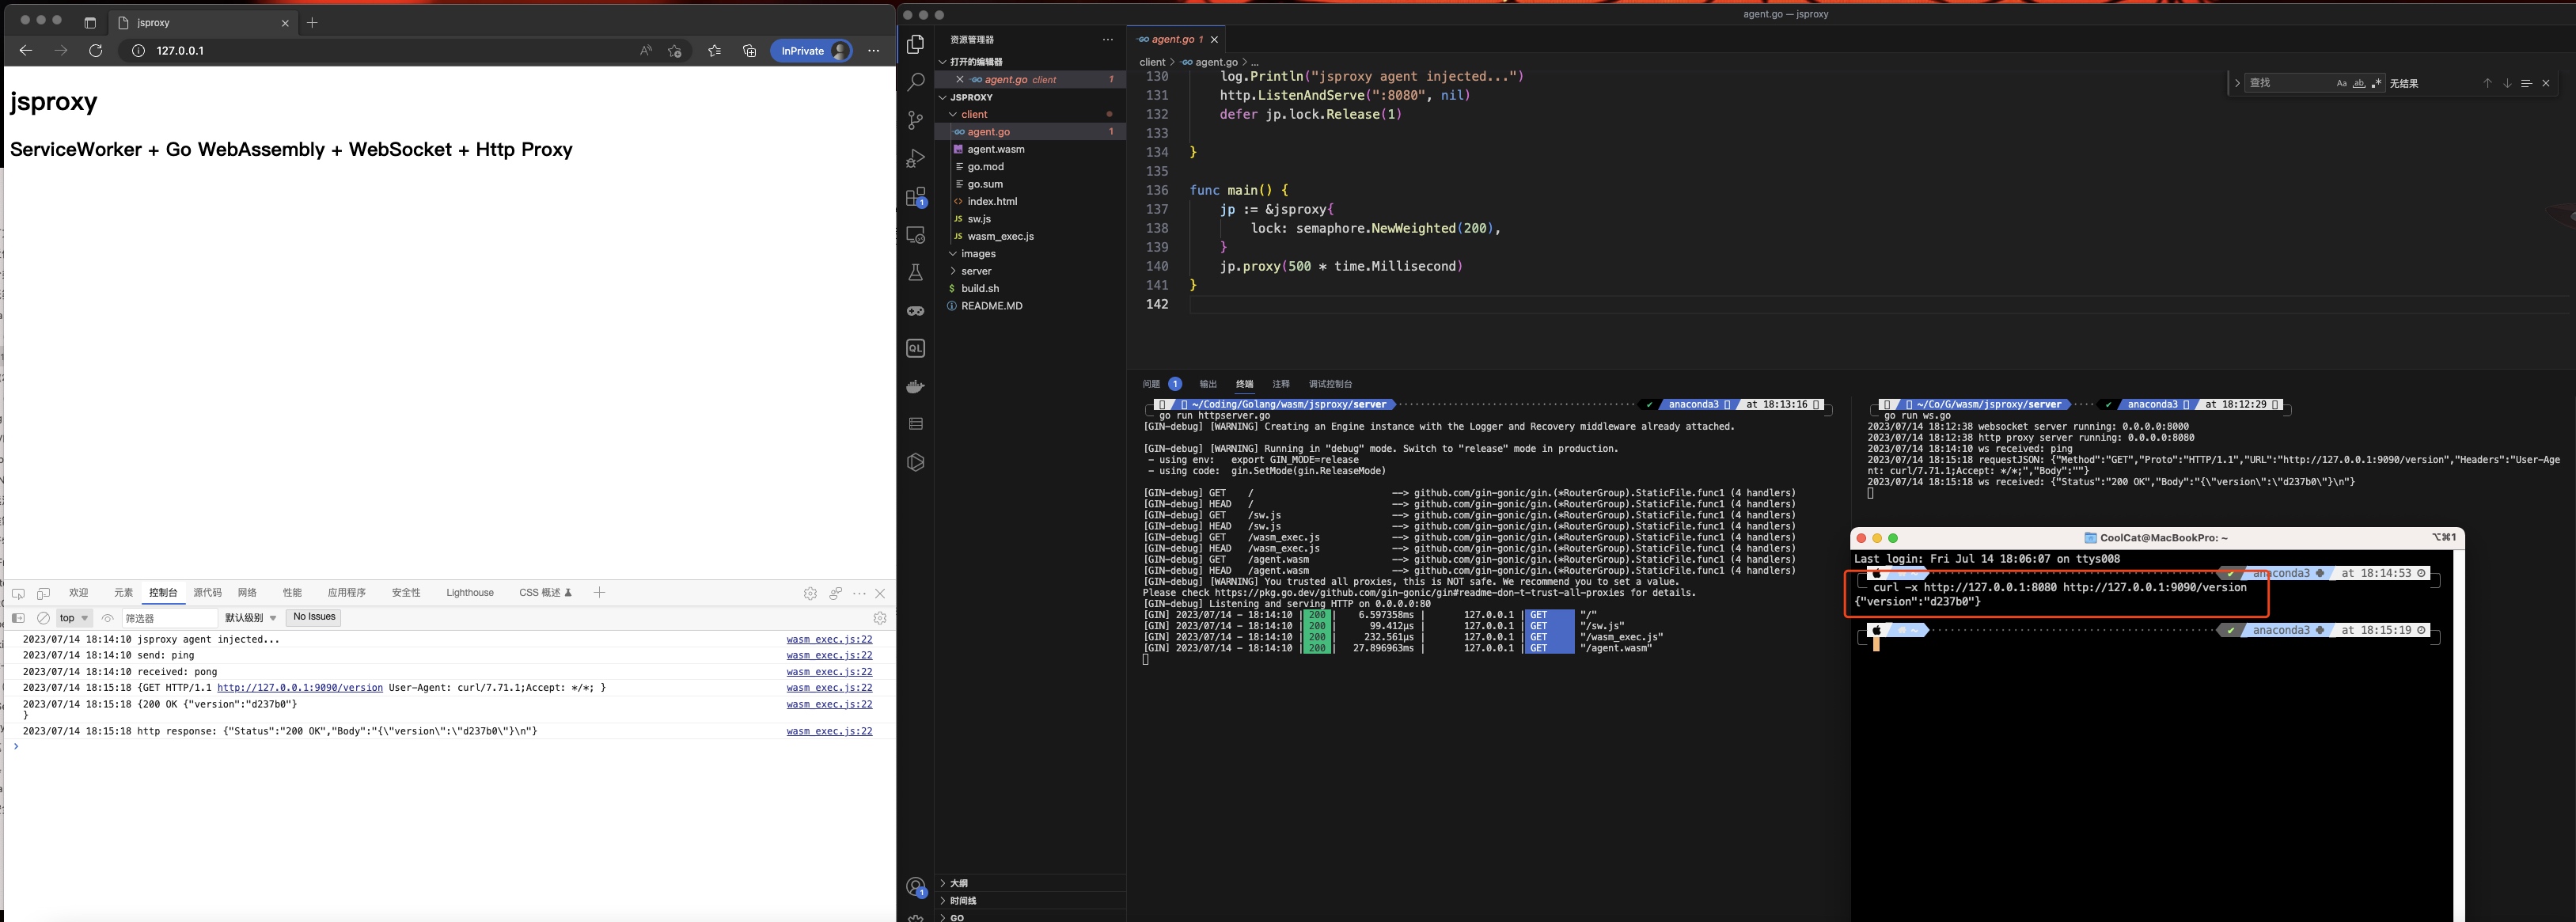 jsproxy
127.0.0.1
InPrivate
jsproxy
ServiceWorker + Go WebAssembly + WebSocket + Http Proxy
欢迎 元素 控制台 源代码 网络 性能 应用程序 安全性 Lighthouse CSS 概述
top 筛选器 默认级别 No Issues
2023/07/14 18:14:10 jsproxy agent injected... wasm_exec.js:22
2023/07/14 18:14:10 send: ping wasm_exec.js:22
2023/07/14 18:14:10 received: pong wasm_exec.js:22
2023/07/14 18:15:18 {GET HTTP/1.1 http://127.0.0.1:9090/version User-Agent: curl/7.71.1;Accept: */*; } wasm_exec.js:22
2023/07/14 18:15:18 {200 OK {"version":"d237b0"} wasm_exec.js:22
}
2023/07/14 18:15:18 http response: {"Status":"200 OK","Body":"{\"version\":\"d237b0\"}\n"} wasm_exec.js:22
agent.go — jsproxy
资源管理器
打开的编辑器
agent.go client 1
JSPROXY
client
agent.go 1
agent.wasm
go.mod
go.sum
index.html
JS sw.js
JS wasm_exec.js
images
server
$ build.sh
README.MD
QL
1
1
大纲
时间线
GO
agent.go 1
client > agent.go > ...
查找 Aa ab .* 无结果
130 log.Println("jsproxy agent injected...")
131 http.ListenAndServe(":8080", nil)
132 defer jp.lock.Release(1)
133
134 }
135
136 func main() {
137 jp := &jsproxy{
138 lock: semaphore.NewWeighted(200),
139 }
140 jp.proxy(500 * time.Millisecond)
141 }
142
问题 1 输出 终端 注释 调试控制台
~/Coding/Golang/wasm/jsproxy/server ✔ anaconda3 at 18:13:16
go run httpserver.go
[GIN-debug] [WARNING] Creating an Engine instance with the Logger and Recovery middleware already attached.
[GIN-debug] [WARNING] Running in "debug" mode. Switch to "release" mode in production.
- using env: export GIN_MODE=release
- using code: gin.SetMode(gin.ReleaseMode)
[GIN-debug] GET / --> github.com/gin-gonic/gin.(*RouterGroup).StaticFile.func1 (4 handlers)
[GIN-debug] HEAD / --> github.com/gin-gonic/gin.(*RouterGroup).StaticFile.func1 (4 handlers)
[GIN-debug] GET /sw.js --> github.com/gin-gonic/gin.(*RouterGroup).StaticFile.func1 (4 handlers)
[GIN-debug] HEAD /sw.js --> github.com/gin-gonic/gin.(*RouterGroup).StaticFile.func1 (4 handlers)
[GIN-debug] GET /wasm_exec.js --> github.com/gin-gonic/gin.(*RouterGroup).StaticFile.func1 (4 handlers)
[GIN-debug] HEAD /wasm_exec.js --> github.com/gin-gonic/gin.(*RouterGroup).StaticFile.func1 (4 handlers)
[GIN-debug] GET /agent.wasm --> github.com/gin-gonic/gin.(*RouterGroup).StaticFile.func1 (4 handlers)
[GIN-debug] HEAD /agent.wasm --> github.com/gin-gonic/gin.(*RouterGroup).StaticFile.func1 (4 handlers)
[GIN-debug] [WARNING] You trusted all proxies, this is NOT safe. We recommend you to set a value.
Please check https://pkg.go.dev/github.com/gin-gonic/gin#readme-don-t-trust-all-proxies for details.
[GIN-debug] Listening and serving HTTP on 0.0.0.0:80
[GIN] 2023/07/14 - 18:14:10 | 200 | 6.597358ms | 127.0.0.1 | GET "/"
[GIN] 2023/07/14 - 18:14:10 | 200 | 99.412µs | 127.0.0.1 | GET "/sw.js"
[GIN] 2023/07/14 - 18:14:10 | 200 | 232.561µs | 127.0.0.1 | GET "/wasm_exec.js"
[GIN] 2023/07/14 - 18:14:10 | 200 | 27.896963ms | 127.0.0.1 | GET "/agent.wasm"
~/Co/G/wasm/jsproxy/server ✔ anaconda3 at 18:12:29
go run ws.go
2023/07/14 18:12:38 websocket server running: 0.0.0.0:8000
2023/07/14 18:12:38 http proxy server running: 0.0.0.0:8080
2023/07/14 18:14:10 ws received: ping
2023/07/14 18:15:18 requestJSON: {"Method":"GET","Proto":"HTTP/1.1","URL":"http://127.0.0.1:9090/version","Headers":"User-Age
nt: curl/7.71.1;Accept: */*;","Body":""}
2023/07/14 18:15:18 ws received: {"Status":"200 OK","Body":"{\"version\":\"d237b0\"}\n"}
CoolCat@MacBookPro: ~ ⌥⌘1
Last login: Fri Jul 14 18:06:07 on ttys008
~ ✔ anaconda3 at 18:14:53
curl -x http://127.0.0.1:8080 http://127.0.0.1:9090/version
{"version":"d237b0"}
~ ✔ anaconda3 at 18:15:19